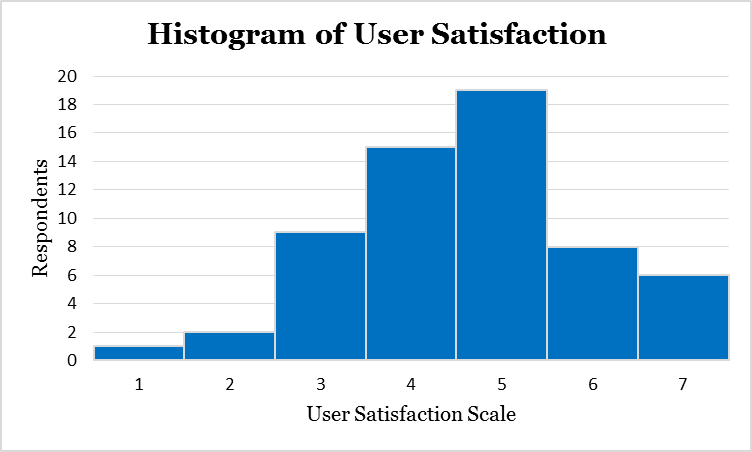 Histogram of User Satisfaction
20
18
16
14
12
10
8
6
4
2
0
Respondents
1 2 3 4 5 6 7
User Satisfaction Scale